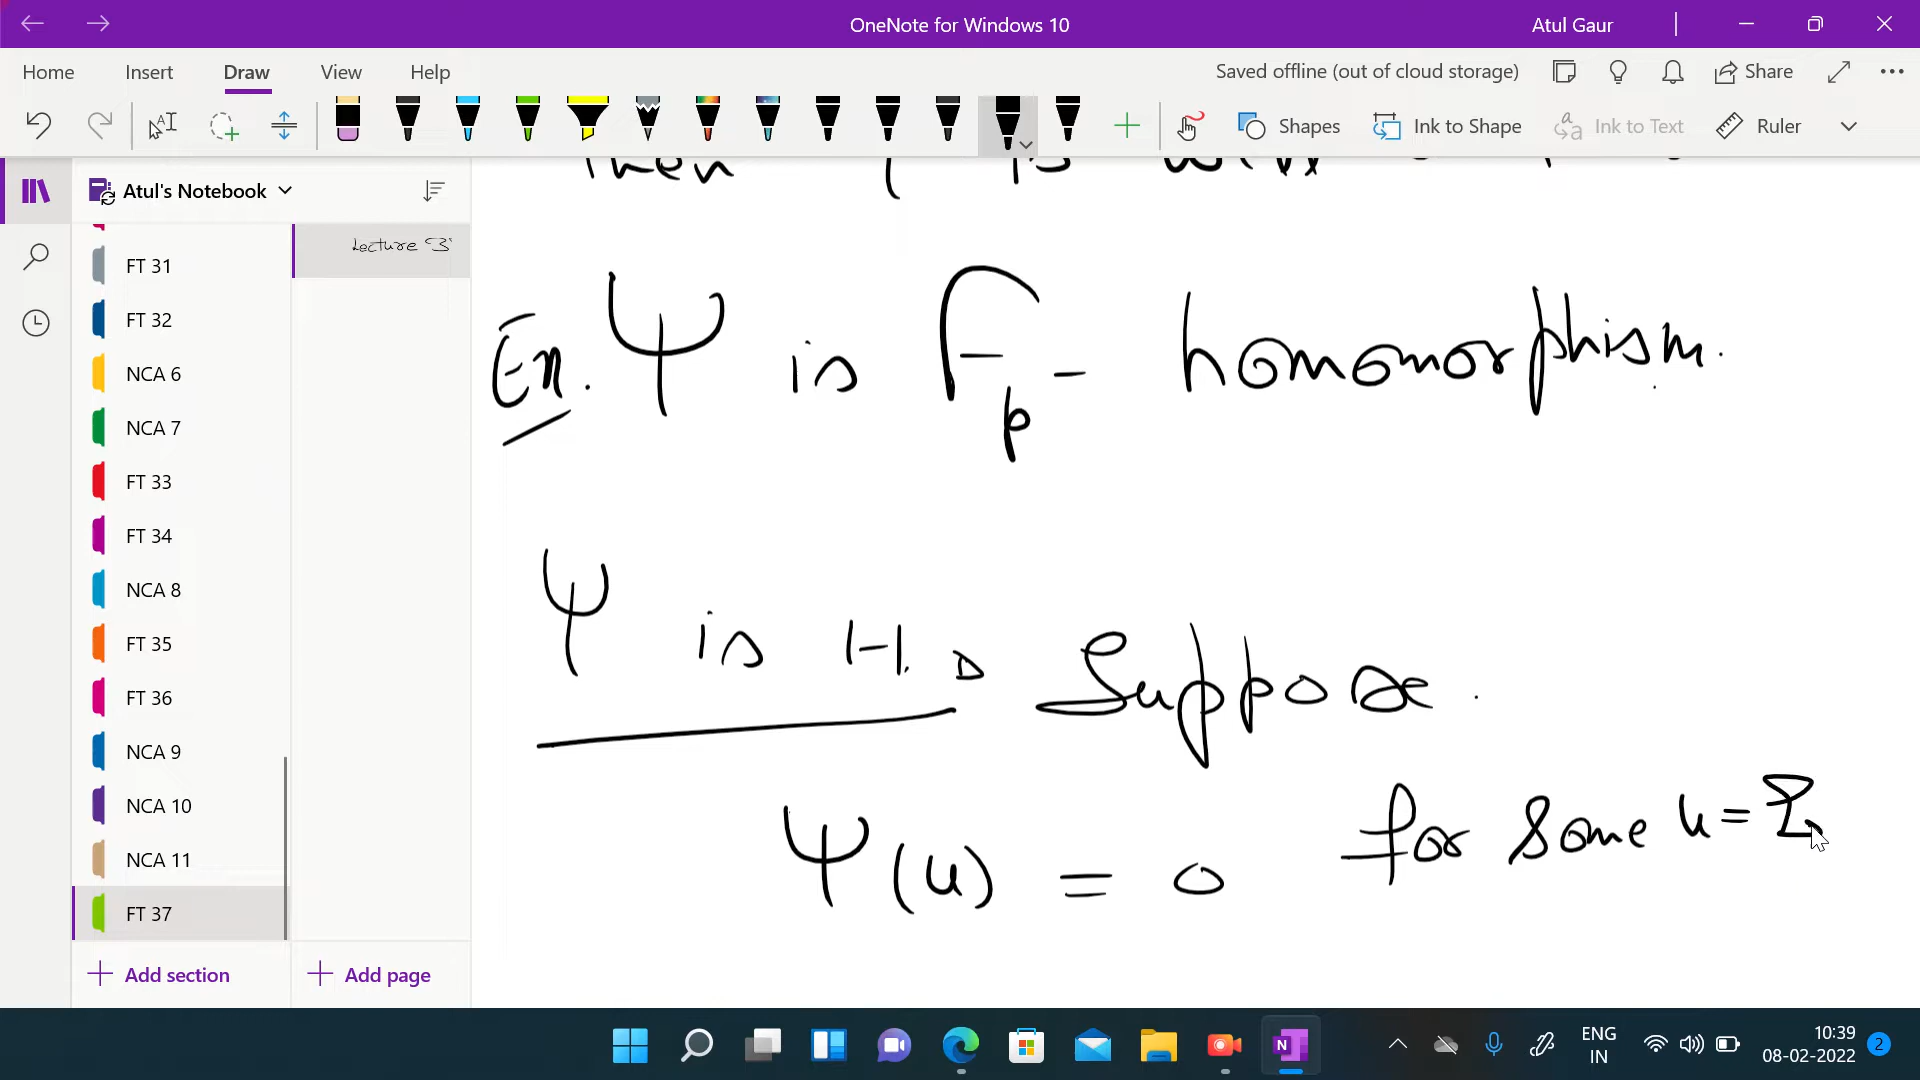 OneNote for Windows 10
Atul Gaur
Home Insert Draw View Help
Saved offline (out of cloud storage)
Share
Shapes
Ink to Shape
Ink to Text
Ruler
Atul's Notebook
Lecture 3
FT 31
FT 32
NCA 6
NCA 7
FT 33
FT 34
NCA 8
FT 35
FT 36
NCA 9
NCA 10
NCA 11
FT 37
Add section
Add page
Then ψ is
Ex. ψ is F_p - homomorphism.
ψ is 1-1. Suppose
ψ(u) = 0 for some u = Σ
ENG
IN
10:39
08-02-2022
2